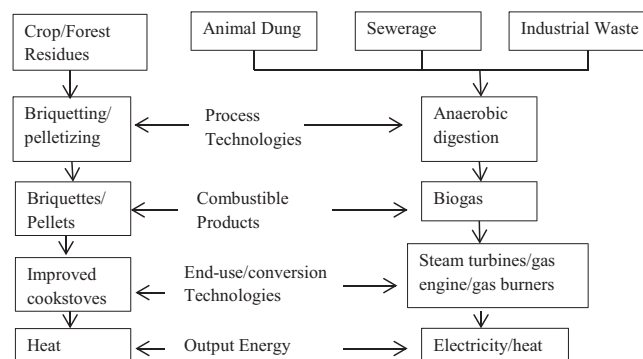 Crop/Forest
Residues
Animal Dung
Sewerage
Industrial Waste
Briquetting/
pelletizing
Process
Technologies
Anaerobic
digestion
Briquettes/
Pellets
Combustible
Products
Biogas
Improved
cookstoves
End-use/conversion
Technologies
Steam turbines/gas
engine/gas burners
Heat
Output Energy
Electricity/heat